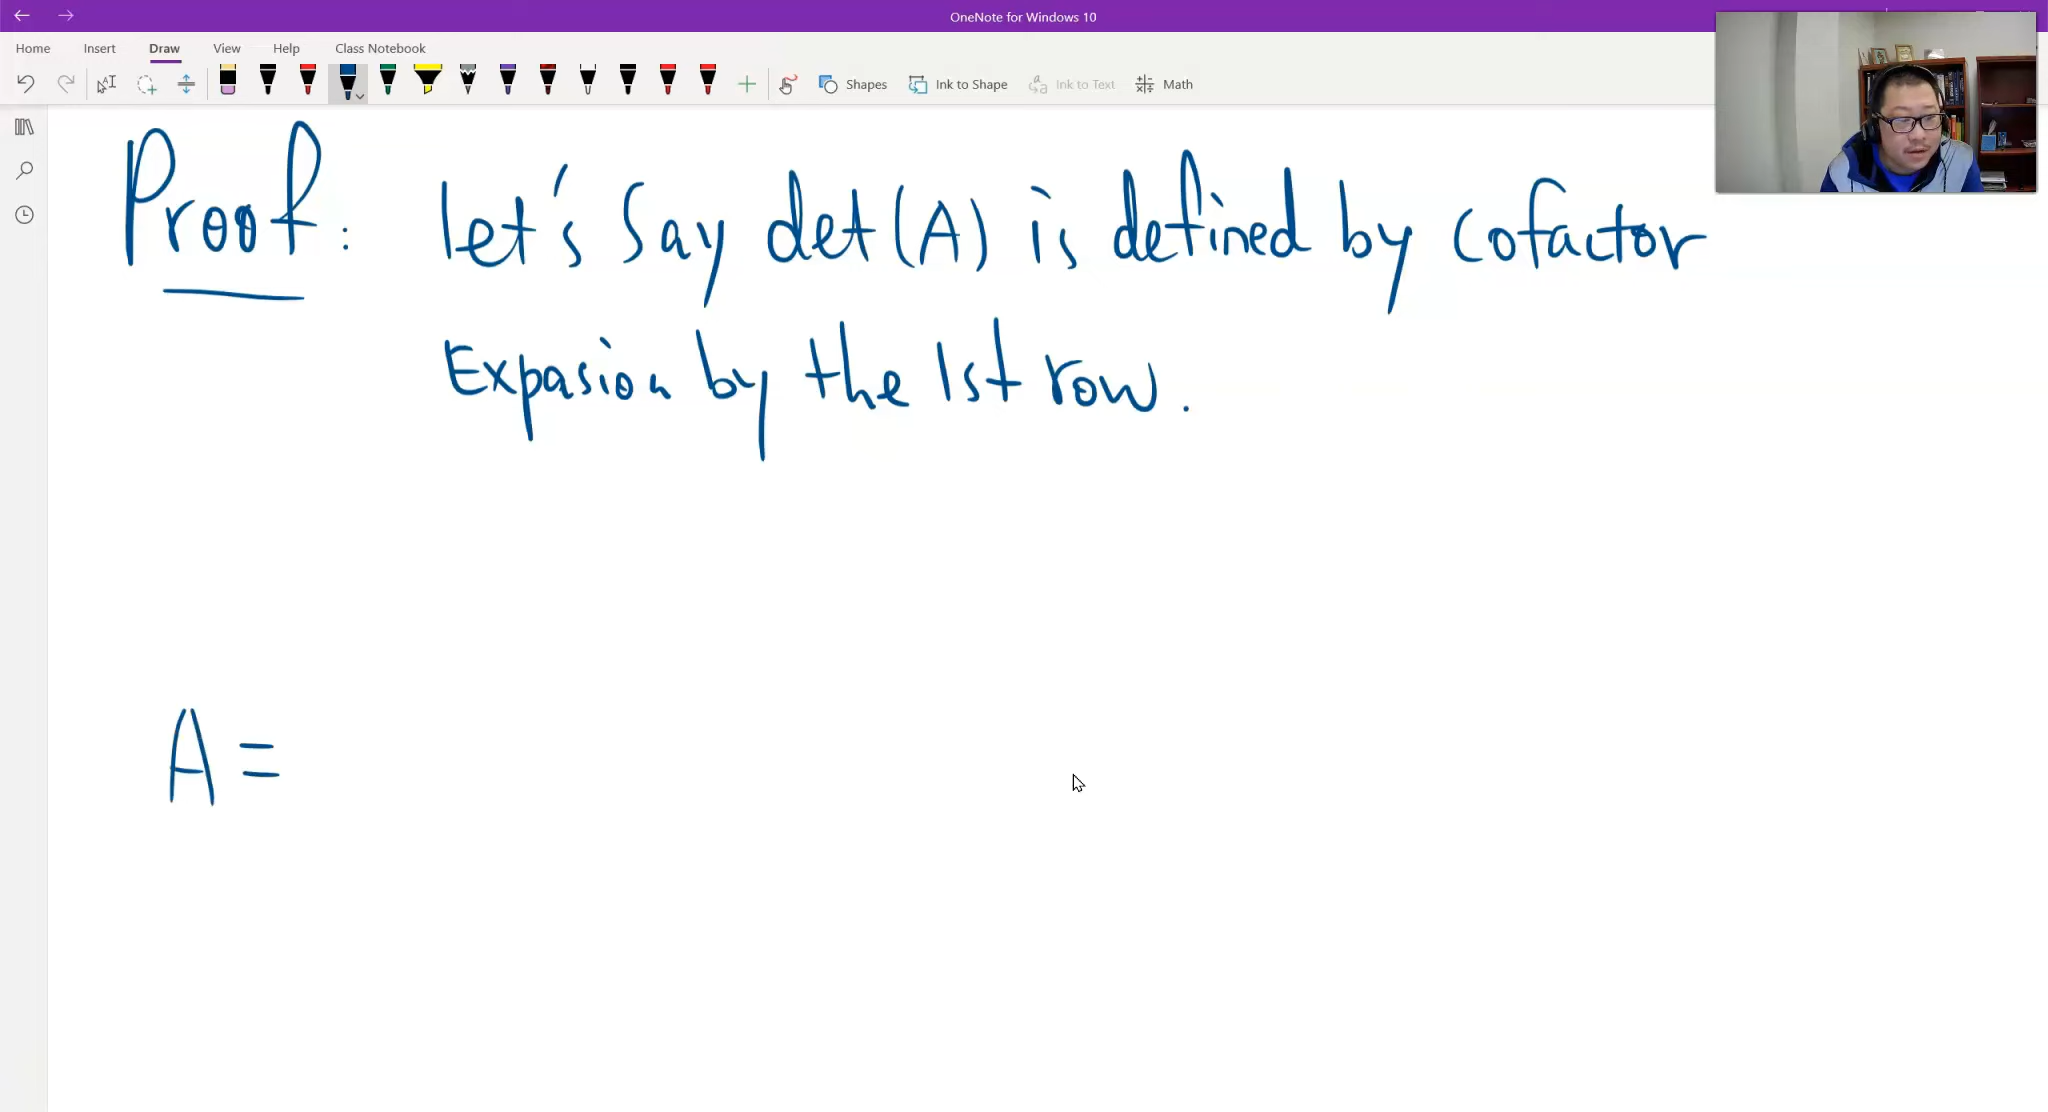 OneNote for Windows 10
Home Insert Draw View Help Class Notebook
Shapes Ink to Shape Ink to Text Math
Proof: Let's Say det(A) is defined by cofactor
Expasion by the 1st row.
A =